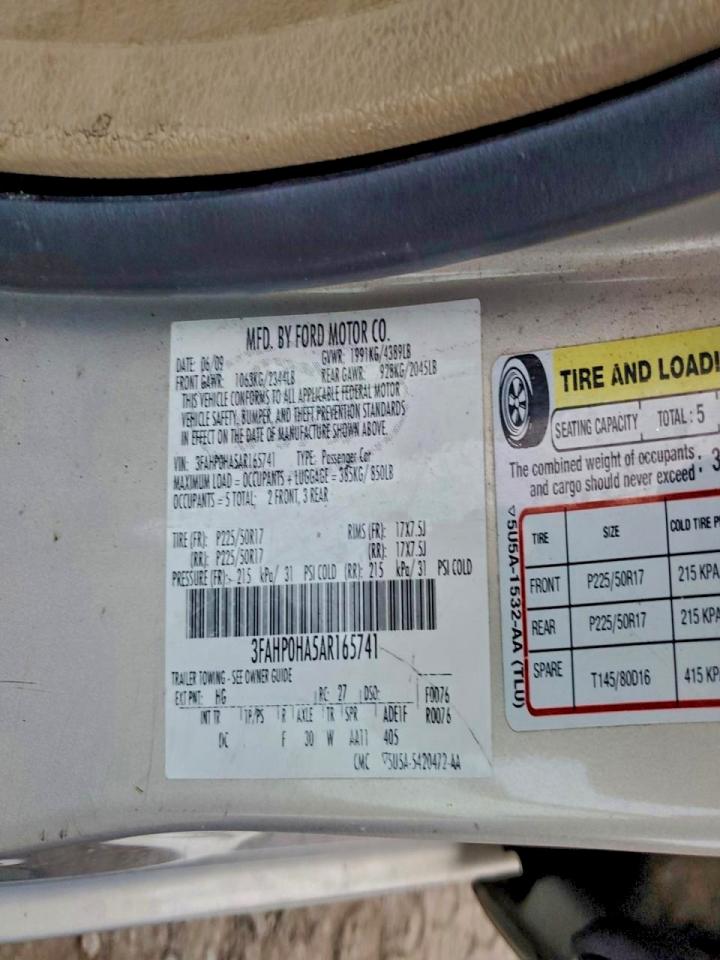 MFD. BY FORD MOTOR CO.
DATE: 06/09 GVWR: 1991KG/4389LB
FRONT GAWR: 1063KG/2344LB REAR GAWR: 928KG/2045LB
THIS VEHICLE CONFORMS TO ALL APPLICABLE FEDERAL MOTOR
VEHICLE SAFETY, BUMPER, AND THEFT PREVENTION STANDARDS
IN EFFECT ON THE DATE OF MANUFACTURE SHOWN ABOVE.
VIN: 3FAHP0HA5AR165741 TYPE: Passenger Car
MAXIMUM LOAD = OCCUPANTS + LUGGAGE = 385KG/ 850LB
OCCUPANTS = 5 TOTAL: 2 FRONT, 3 REAR
TIRE (FR): P225/50R17 RIMS (FR): 17X7.5J
(RR): P225/50R17 (RR): 17X7.5J
PRESSURE (FR):- 215 kPa/ 31 PSI COLD (RR): 215 kPa/ 31 PSI COLD
3FAHP0HA5AR165741
TRAILER TOWING - SEE OWNER GUIDE
EXT PNT: HG RC: 27 DSO: F0076
INT TR TP/PS R AXLE TR SPR ADE1F R0076
DC F 30 W AATT 405
CMC ▽5U5A-5420472-AA
TIRE AND LOADI
SEATING CAPACITY TOTAL : 5
The combined weight of occupants
and cargo should never exceed : 3
▽5U5A-1532-AA (TLU)
TIRE SIZE COLD TIRE P
FRONT P225/50R17 215 KPA
REAR P225/50R17 215 KPA
SPARE T145/80D16 415 KP